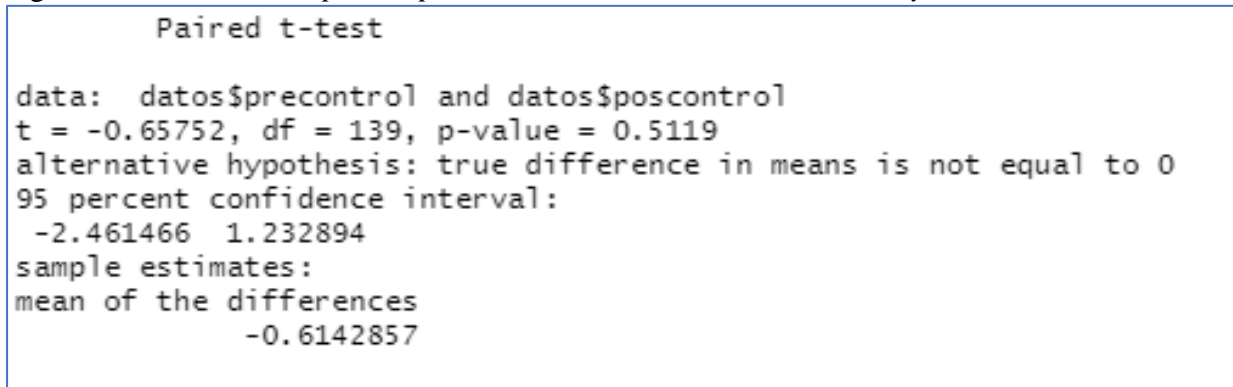 Paired t-test
data: datos$precontrol and datos$poscontrol
t = -0.65752, df = 139, p-value = 0.5119
alternative hypothesis: true difference in means is not equal to 0
95 percent confidence interval:
-2.461466 1.232894
sample estimates:
mean of the differences
-0.6142857